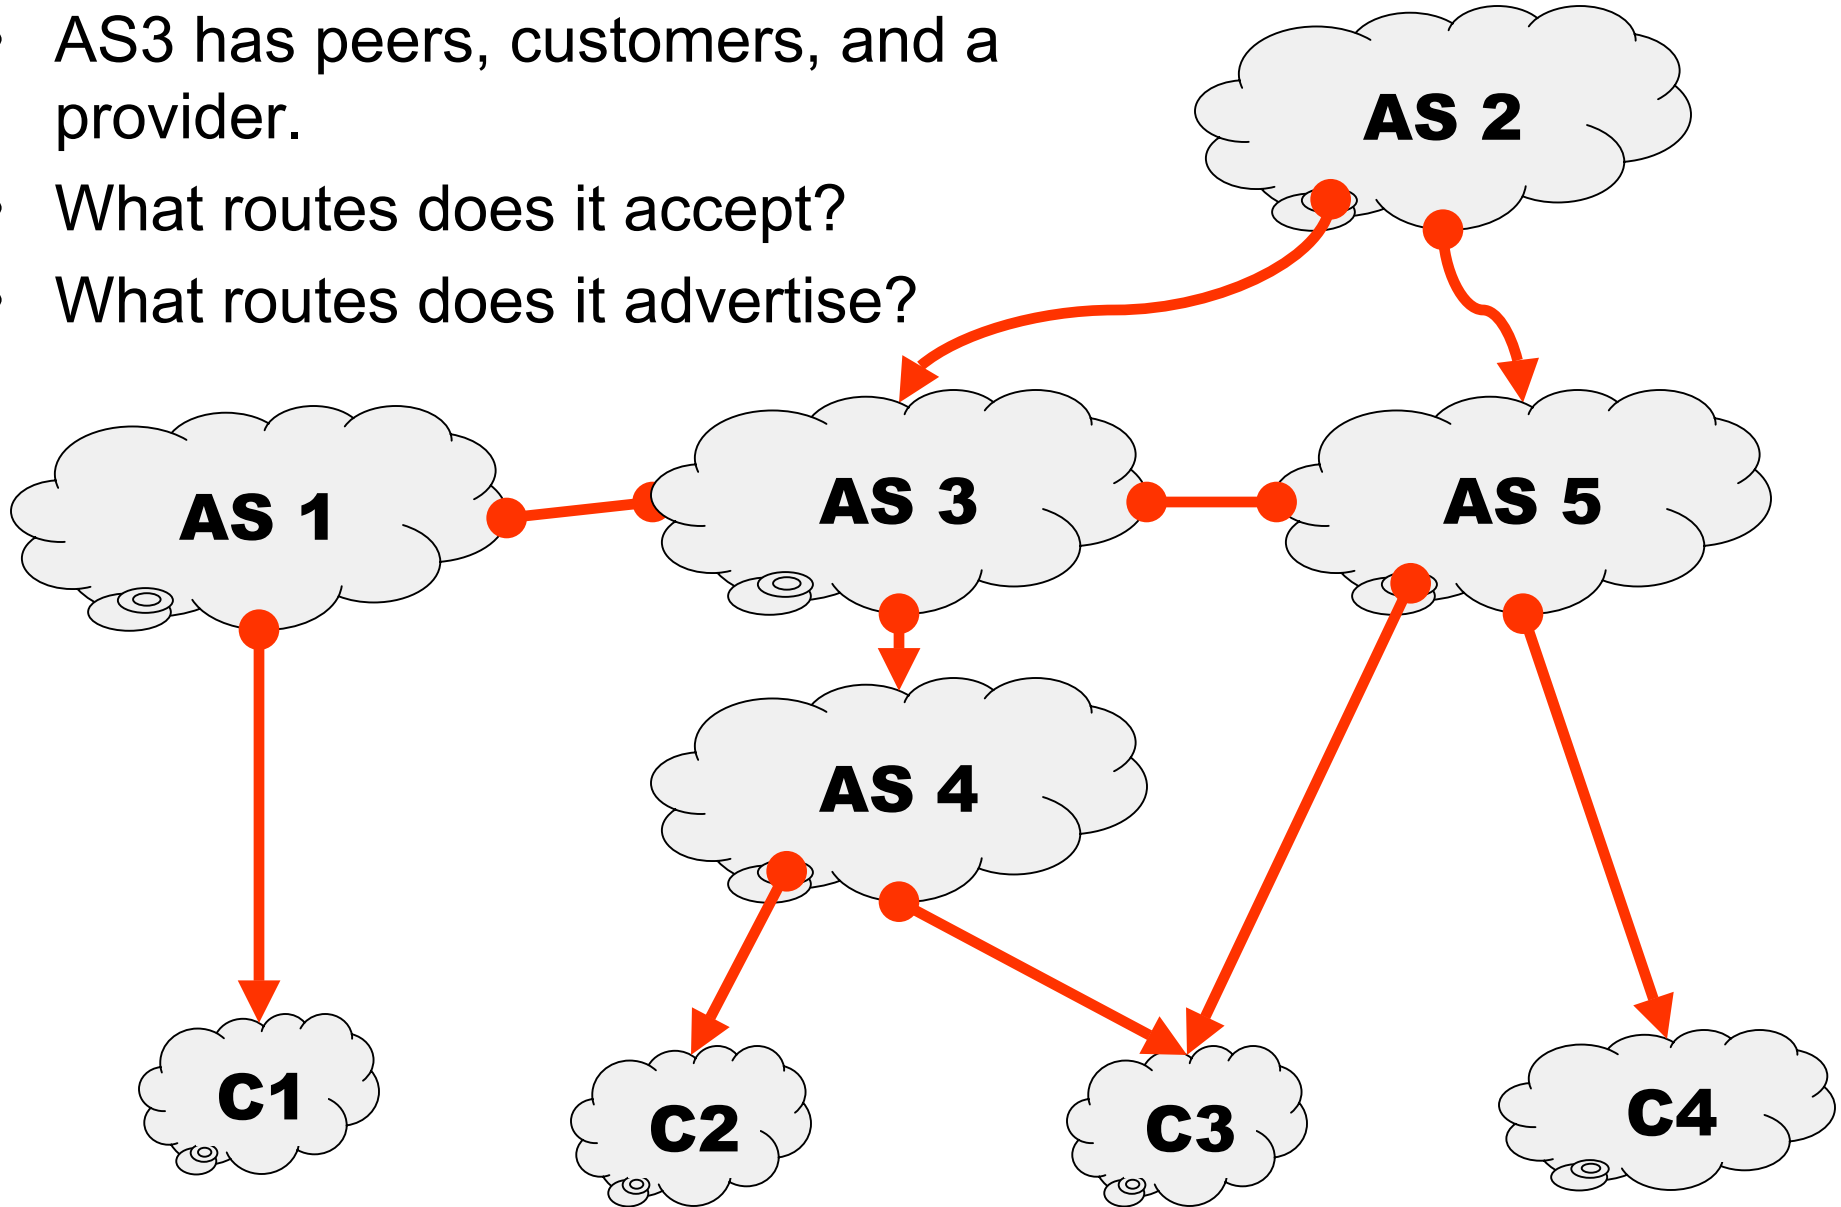 • AS3 has peers, customers, and a
provider.
• What routes does it accept?
• What routes does it advertise?
AS 2
AS 1
AS 3
AS 5
AS 4
C1
C2
C3
C4